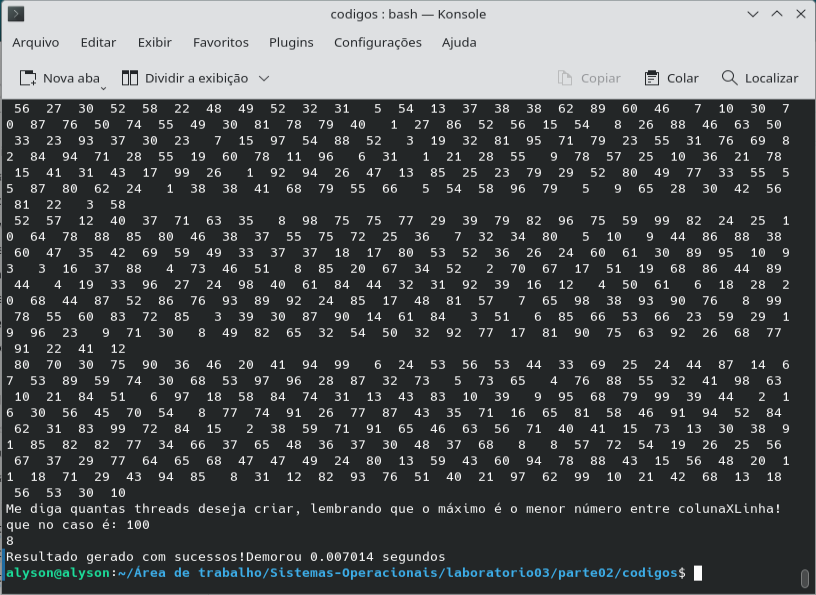 codigos : bash — Konsole
Arquivo Editar Exibir Favoritos Plugins Configurações Ajuda
Nova aba Dividir a exibição Copiar Colar Localizar
56 27 30 52 58 22 48 49 52 32 31 5 54 13 37 38 38 62 89 60 46 7 10 30 7
0 87 76 50 74 55 49 30 81 78 79 40 1 27 86 52 56 15 54 8 26 88 46 63 50
33 23 93 37 30 23 7 15 97 54 88 52 3 19 32 81 95 71 79 23 55 31 76 69 8
2 84 94 71 28 55 19 60 78 11 96 6 31 1 21 28 55 9 78 57 25 10 36 21 78
15 41 31 43 17 99 26 1 92 94 26 47 13 85 25 23 79 29 52 80 49 77 33 55 5
5 87 80 62 24 1 38 38 41 68 79 55 66 5 54 58 96 79 5 9 65 28 30 42 56
81 22 3 58
52 57 12 40 37 71 63 35 8 98 75 75 77 29 39 79 82 96 75 59 99 82 24 25 1
64 78 88 85 80 46 38 37 55 75 72 25 36 7 32 34 80 5 10 9 44 86 88 38
60 47 35 42 69 59 49 33 37 37 18 17 80 53 52 36 26 24 60 61 30 89 95 10 9
3 3 16 37 88 4 73 46 51 8 85 20 67 34 52 2 70 67 17 51 19 68 86 44 89
44 4 19 33 96 27 24 98 40 61 84 44 32 31 92 39 16 12 4 50 61 6 18 28 2
0 68 44 87 52 86 76 93 89 92 24 85 17 48 81 57 7 65 98 38 93 90 76 8 99
78 55 60 83 72 85 3 39 30 87 90 14 61 84 3 51 6 85 66 53 66 23 59 29 1
9 96 23 9 71 30 8 49 82 65 32 54 50 32 92 77 17 81 90 75 63 92 26 68 77
91 22 41 12
80 70 30 75 90 36 46 20 41 94 99 6 24 53 56 53 44 33 69 25 24 44 87 14 6
7 53 89 59 74 30 68 53 97 96 28 87 32 73 5 73 65 4 76 88 55 32 41 98 63
10 21 84 51 6 97 18 58 84 74 31 13 43 83 10 39 9 95 68 79 99 39 44 2 1
6 30 56 45 70 54 8 77 74 91 26 77 87 43 35 71 16 65 81 58 46 91 94 52 84
62 31 83 99 72 84 15 2 38 59 71 91 65 46 63 56 71 40 41 15 73 13 30 38 9
1 85 82 82 77 34 66 37 65 48 36 37 30 48 37 68 8 8 57 72 54 19 26 25 56
67 37 29 77 64 65 68 47 47 49 24 80 13 59 43 60 94 78 88 43 15 56 48 20 1
1 18 71 29 43 94 85 8 31 12 82 93 76 51 40 21 97 62 99 10 21 42 68 13 18
56 53 30 10
Me diga quantas threads deseja criar, lembrando que o máximo é o menor número entre colunaXLinha!
que no caso é: 100
8
Resultado gerado com sucessos!Demorou 0.007014 segundos
alyson@alyson:~/Área de trabalho/Sistemas-Operacionais/laboratorio03/parte02/codigos$